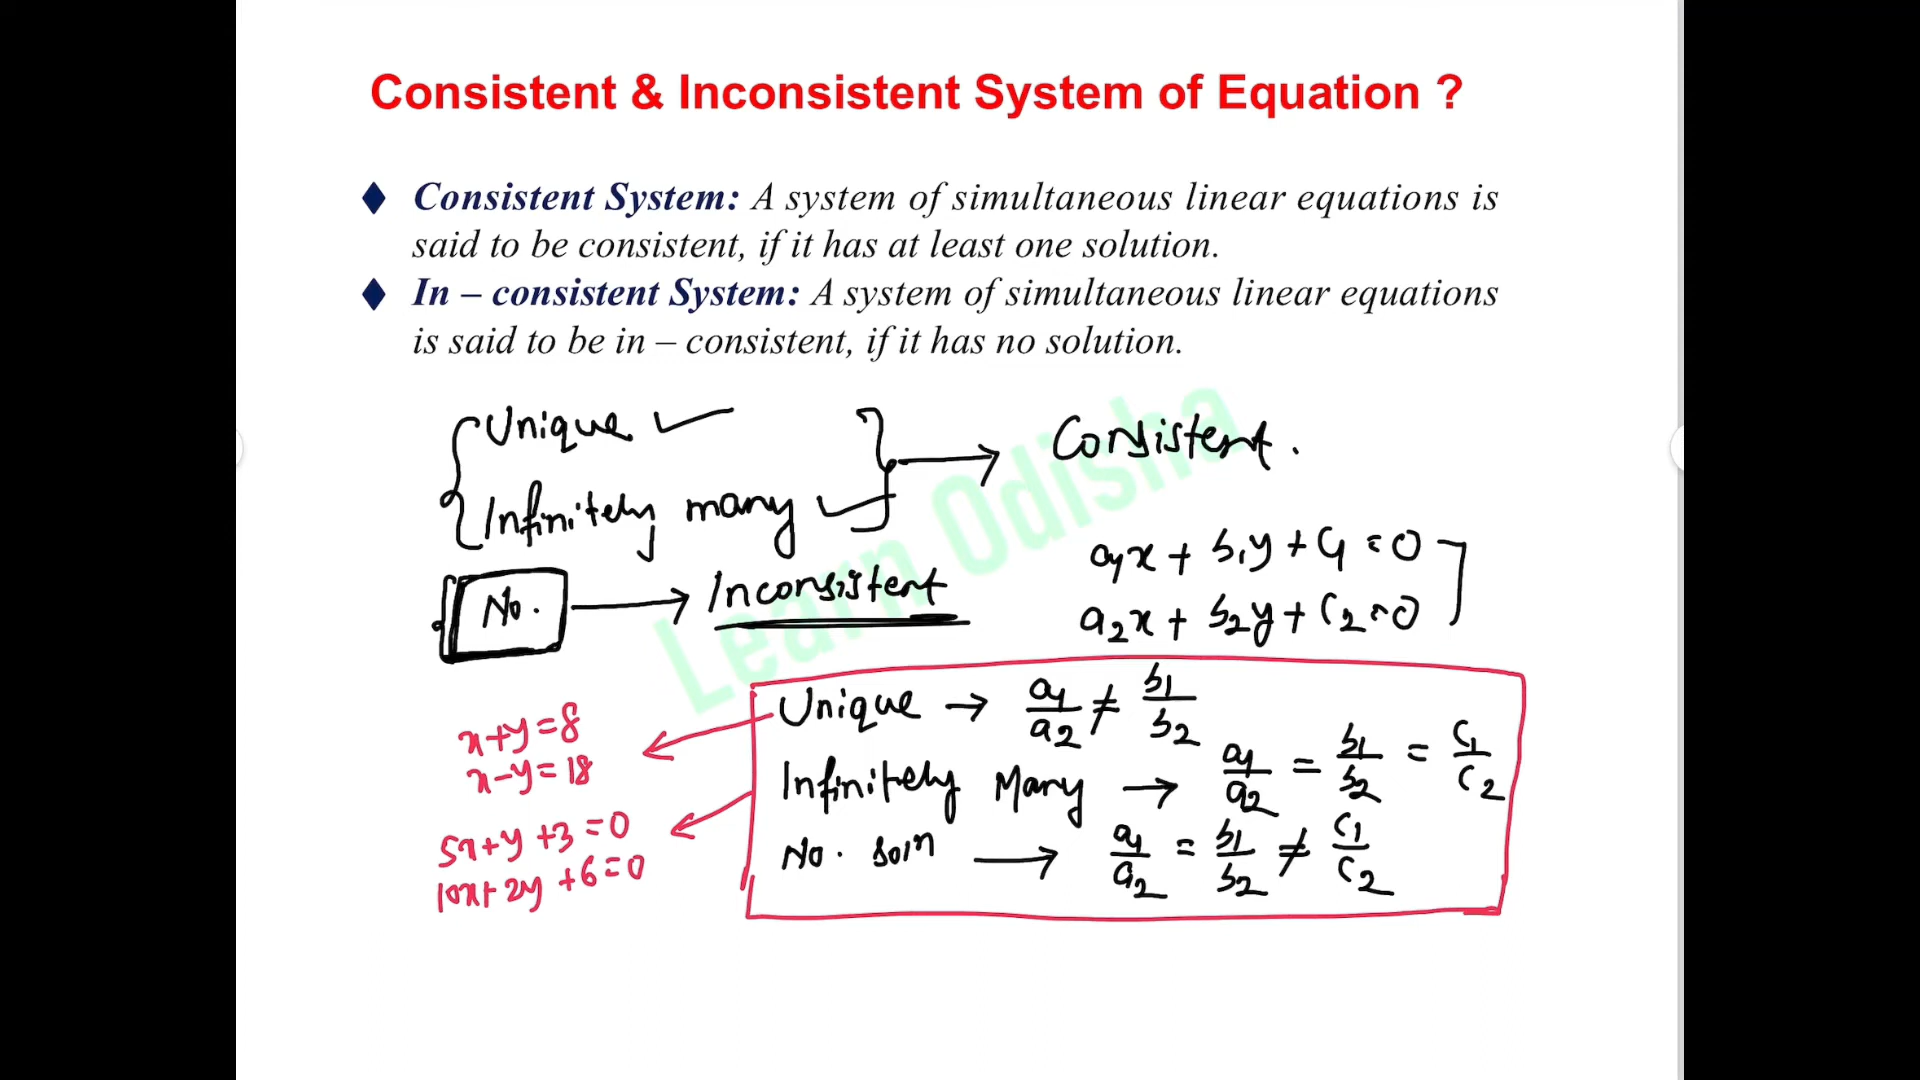 Consistent & Inconsistent System of Equation ?
◆ Consistent System: A system of simultaneous linear equations is
said to be consistent, if it has at least one solution.
◆ In – consistent System: A system of simultaneous linear equations
is said to be in – consistent, if it has no solution.
Unique ✓
Infinitely many ✓
→ Consistent.
No. → Inconsistent
a₁x + b₁y + c₁ = 0
a₂x + b₂y + c₂ = 0
Learn Odisha
Unique → a₁/a₂ ≠ b₁/b₂
Infinitely Many → a₁/a₂ = b₁/b₂ = c₁/c₂
No. soln → a₁/a₂ = b₁/b₂ ≠ c₁/c₂
x+y=8
x-y=18
5x+y+3=0
10x+2y+6=0